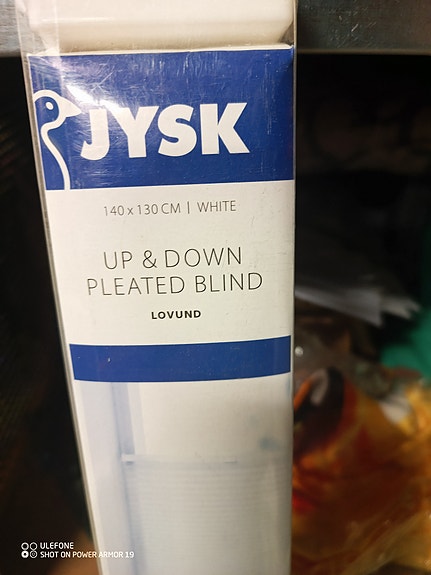 JYSK
140 x 130 CM | WHITE
UP & DOWN
PLEATED BLIND
LOVUND
ULEFONE
SHOT ON POWER ARMOR 19